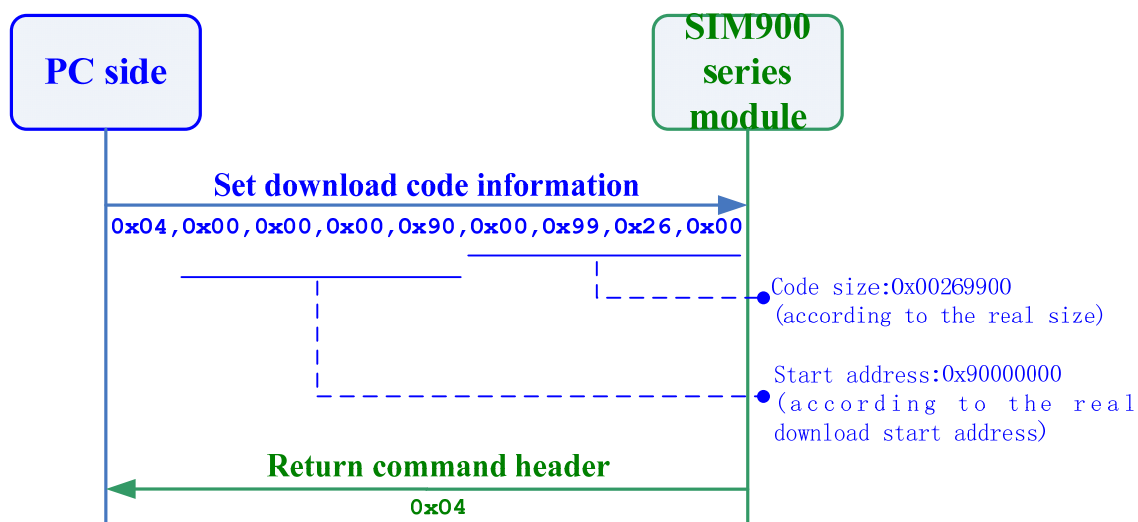 PC side
SIM900
series
module
Set download code information
0x04,0x00,0x00,0x00,0x90,0x00,0x99,0x26,0x00
Code size:0x00269900
(according to the real size)
Start address:0x90000000
(according to the real
download start address)
Return command header
0x04